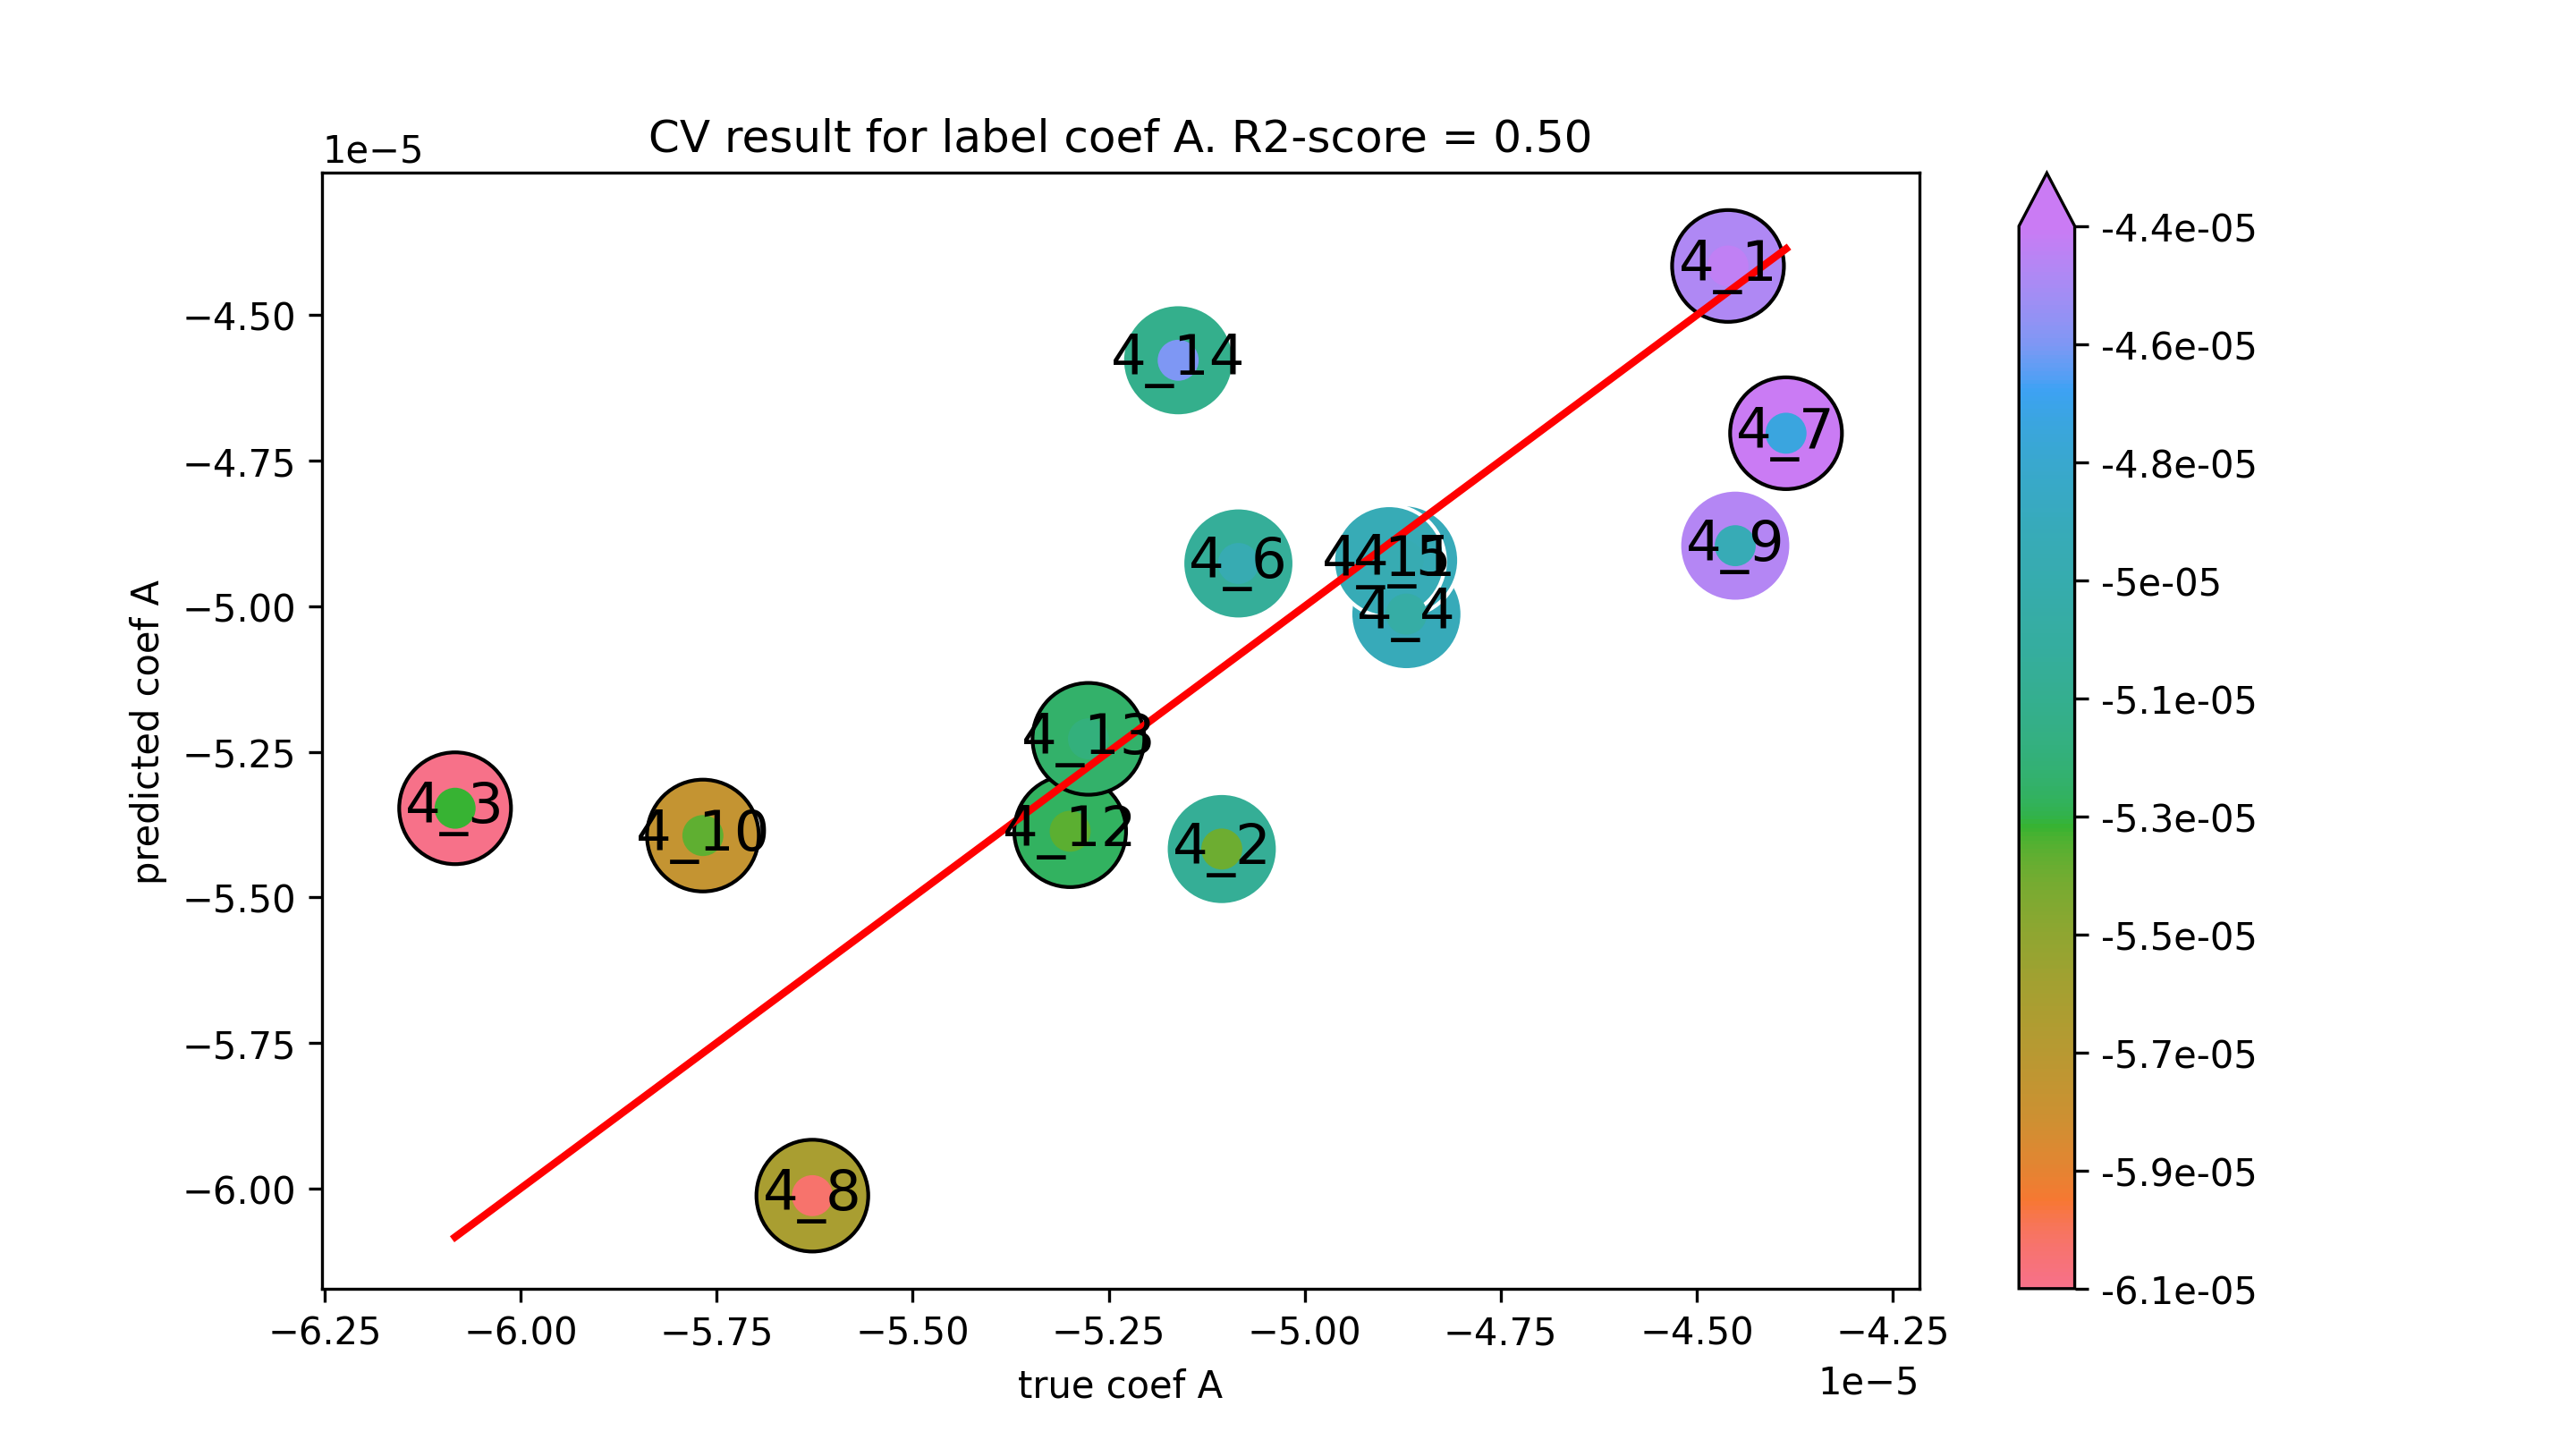 CV result for label coef A. R2-score = 0.50
1e−5
predicted coef A
−4.50
−4.75
−5.00
−5.25
−5.50
−5.75
−6.00
4_1
4_14
4_7
4_9
4_6
4_4
4_13
4_3
4_10
4_12
4_2
4_8
−6.25
−6.00
−5.75
−5.50
−5.25
−5.00
−4.75
−4.50
−4.25
true coef A
1e−5
-4.4e-05
-4.6e-05
-4.8e-05
-5e-05
-5.1e-05
-5.3e-05
-5.5e-05
-5.7e-05
-5.9e-05
-6.1e-05